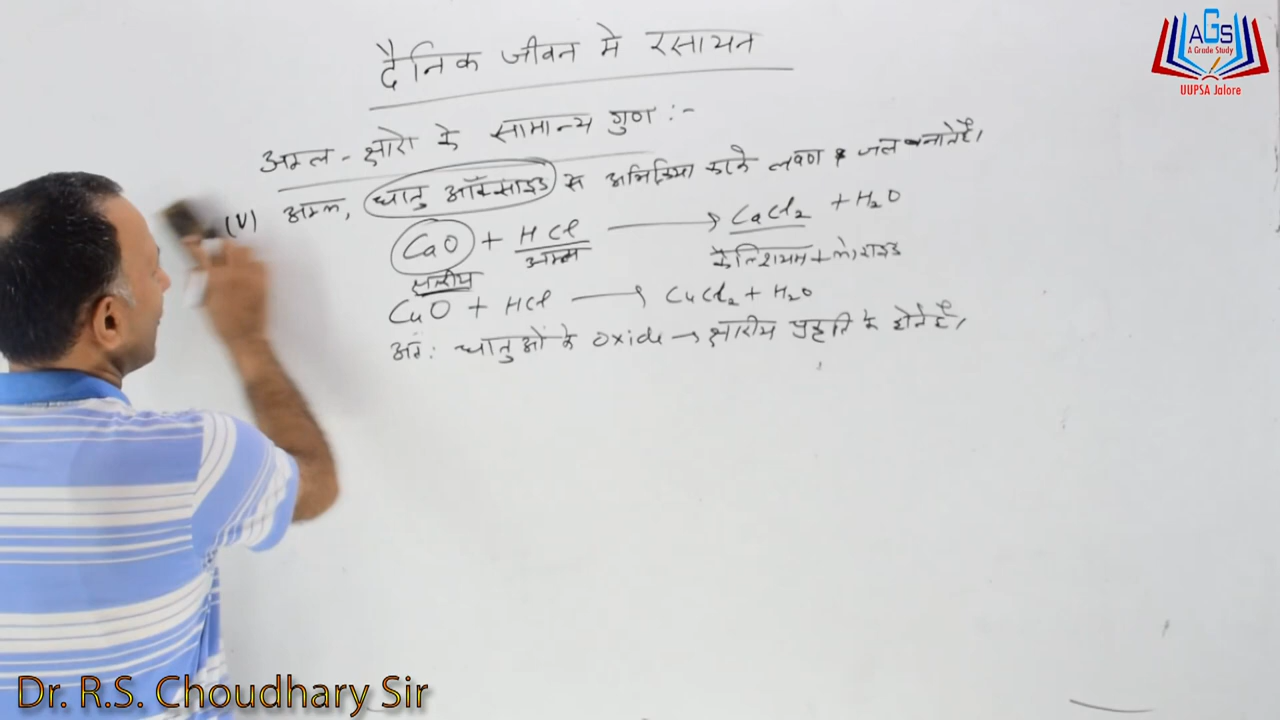 दैनिक जीवन मे रसायन
अम्ल - क्षारो के सामान्य गुण :-
(V) अम्ल, धातु ऑक्साइड से अभिक्रिया करके लवण व जल बनाते है।
CaO + HCl → CaCl₂ + H₂O
क्षारीय अम्ल कैल्शियम क्लोराइड
CuO + HCl → CuCl₂ + H₂O
अतः धातुओं के oxide → क्षारीय प्रकृति के होते है।
AGS
A Grade Study
UUPSA Jalore
Dr. R.S. Choudhary Sir